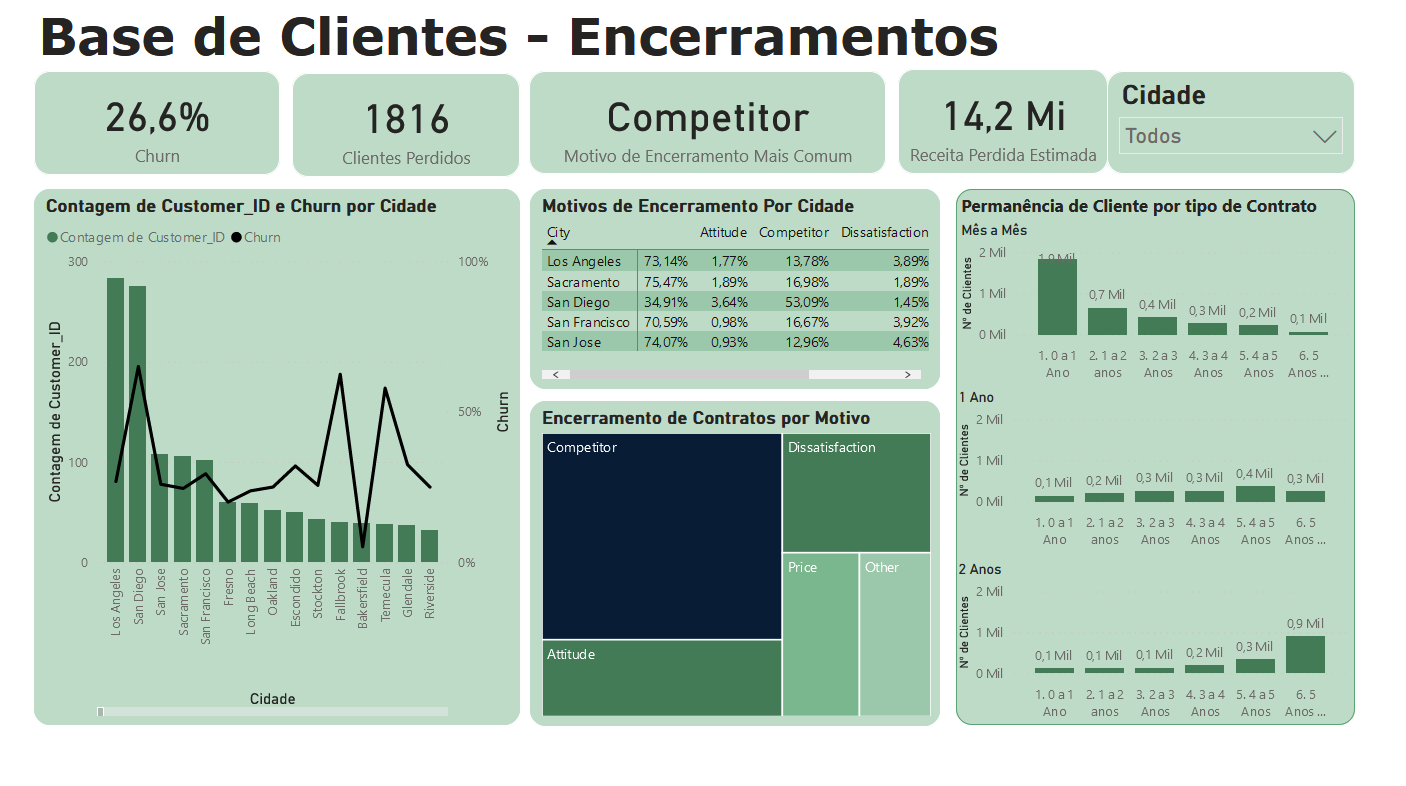 Base de Clientes - Encerramentos
26,6%
Churn
1816
Clientes Perdidos
Competitor
Motivo de Encerramento Mais Comum
14,2 Mi
Receita Perdida Estimada
Cidade
Todos
Contagem de Customer_ID e Churn por Cidade
Contagem de Customer_ID Churn
300
200
100
0
Contagem de Customer_ID
100%
50%
0%
Churn
Los Angeles
San Diego
San Jose
Sacramento
San Francisco
Fresno
Long Beach
Oakland
Escondido
Stockton
Fallbrook
Bakersfield
Temecula
Glendale
Riverside
Cidade
Motivos de Encerramento Por Cidade
City Attitude Competitor Dissatisfaction
Los Angeles 73,14% 1,77% 13,78% 3,89%
Sacramento 75,47% 1,89% 16,98% 1,89%
San Diego 34,91% 3,64% 53,09% 1,45%
San Francisco 70,59% 0,98% 16,67% 3,92%
San Jose 74,07% 0,93% 12,96% 4,63%
Encerramento de Contratos por Motivo
Competitor
Attitude
Dissatisfaction
Price
Other
Permanência de Cliente por tipo de Contrato
Mês a Mês
Nº de Clientes
2 Mil
1 Mil
0 Mil
1,9 Mil
0,7 Mil
0,4 Mil
0,3 Mil
0,2 Mil
0,1 Mil
1. 0 a 1 Ano
2. 1 a 2 anos
3. 2 a 3 Anos
4. 3 a 4 Anos
5. 4 a 5 Anos
6. 5 Anos ...
1 Ano
Nº de Clientes
2 Mil
1 Mil
0 Mil
0,1 Mil
0,2 Mil
0,3 Mil
0,3 Mil
0,4 Mil
0,3 Mil
1. 0 a 1 Ano
2. 1 a 2 anos
3. 2 a 3 Anos
4. 3 a 4 Anos
5. 4 a 5 Anos
6. 5 Anos ...
2 Anos
Nº de Clientes
2 Mil
1 Mil
0 Mil
0,1 Mil
0,1 Mil
0,1 Mil
0,2 Mil
0,3 Mil
0,9 Mil
1. 0 a 1 Ano
2. 1 a 2 anos
3. 2 a 3 Anos
4. 3 a 4 Anos
5. 4 a 5 Anos
6. 5 Anos ...